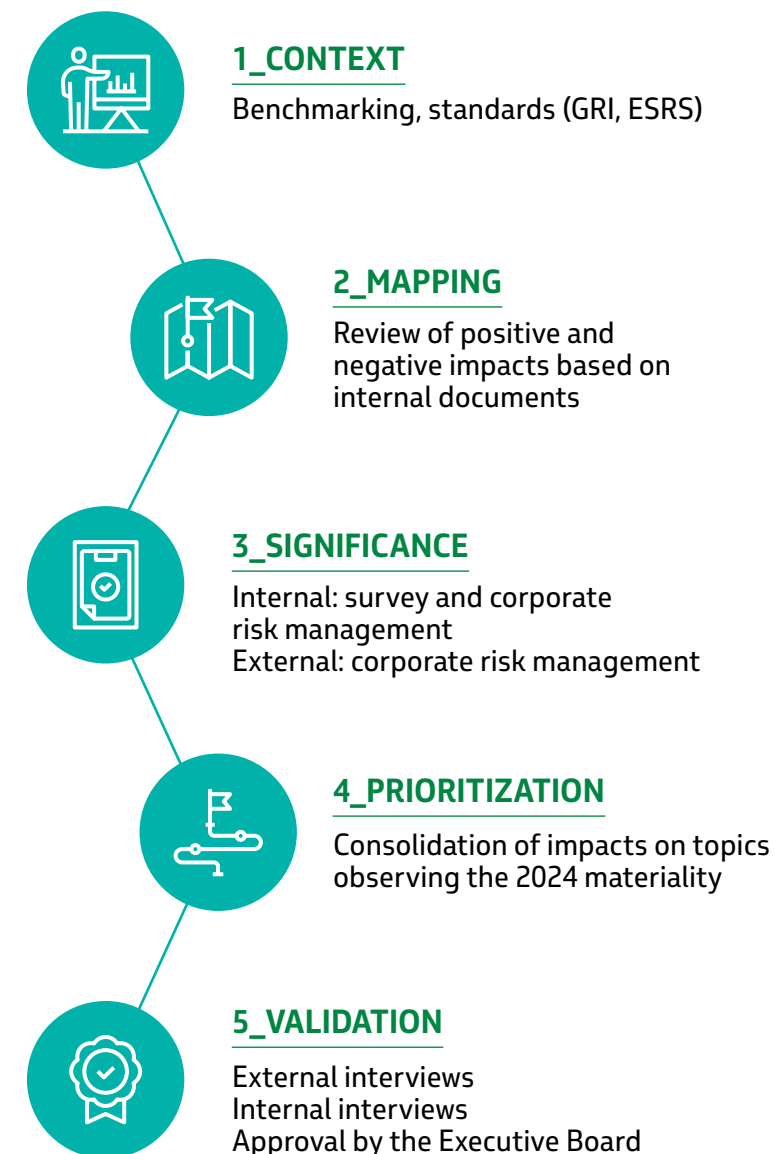 1_CONTEXT
Benchmarking, standards (GRI, ESRS)
2_MAPPING
Review of positive and
negative impacts based on
internal documents
3_SIGNIFICANCE
Internal: survey and corporate
risk management
External: corporate risk management
4_PRIORITIZATION
Consolidation of impacts on topics
observing the 2024 materiality
5_VALIDATION
External interviews
Internal interviews
Approval by the Executive Board